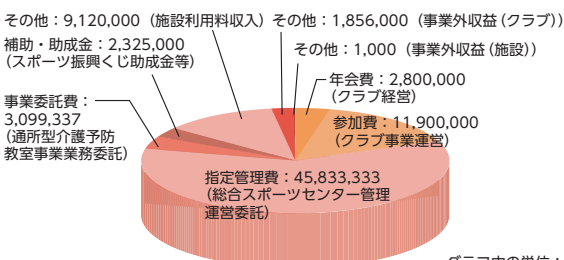 その他：9,120,000（施設利用料収入）
その他：1,856,000（事業外収益（クラブ））
補助・助成金：2,325,000
（スポーツ振興くじ助成金等）
その他：1,000（事業外収益（施設））
年会費：2,800,000
（クラブ経営）
事業委託費：
3,099,337
（通所型介護予防
教室事業業務委託）
参加費：11,900,000
（クラブ事業運営）
指定管理費：45,833,333
（総合スポーツセンター管理
運営委託）